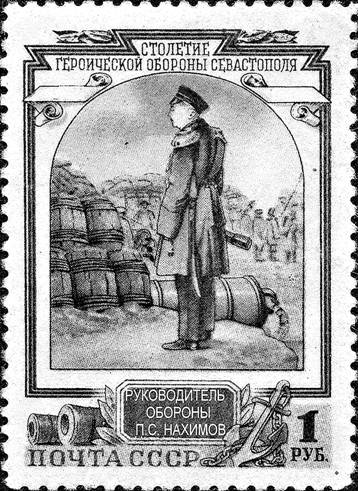 СТОЛЕТИЕ
ГЕРОИЧЕСКОЙ ОБОРОНЫ СЕВАСТОПОЛЯ
РУКОВОДИТЕЛЬ
ОБОРОНЫ
П.С. НАХИМОВ
1
РУБ.
ПОЧТА СССР